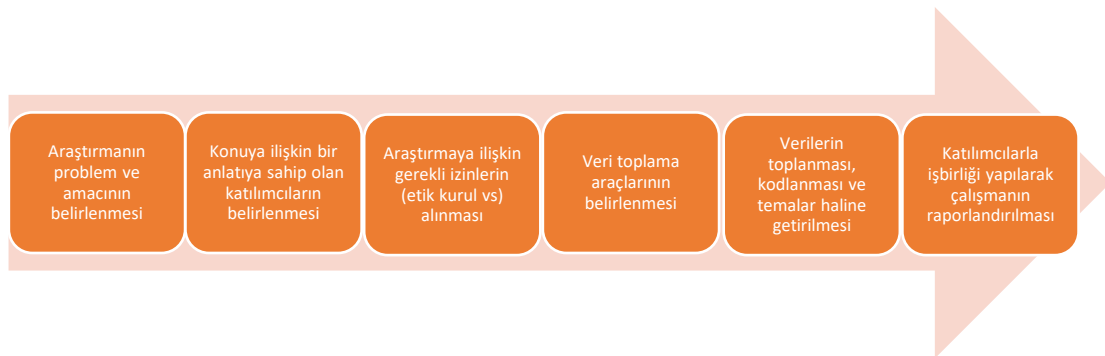 Araştırmanın
problem ve
amacının
belirlenmesi
Konuya ilişkin bir
anlatıya sahip olan
katılımcıların
belirlenmesi
Araştırmaya ilişkin
gerekli izinlerin
(etik kurul vs)
alınması
Veri toplama
araçlarının
belirlenmesi
Verilerin
toplanması,
kodlanması ve
temalar haline
getirilmesi
Katılımcılarla
işbirliği yapılarak
çalışmanın
raporlandırılması